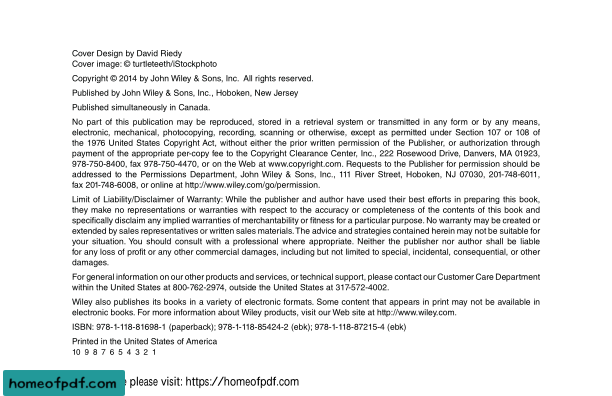 Cover Design by David Riedy
Cover image: © turtleteeth/iStockphoto
Copyright © 2014 by John Wiley & Sons, Inc. All rights reserved.
Published by John Wiley & Sons, Inc., Hoboken, New Jersey
Published simultaneously in Canada.
No part of this publication may be reproduced, stored in a retrieval system or transmitted in any form or by any means,
electronic, mechanical, photocopying, recording, scanning or otherwise, except as permitted under Section 107 or 108 of
the 1976 United States Copyright Act, without either the prior written permission of the Publisher, or authorization through
payment of the appropriate per-copy fee to the Copyright Clearance Center, Inc., 222 Rosewood Drive, Danvers, MA 01923,
978-750-8400, fax 978-750-4470, or on the Web at www.copyright.com. Requests to the Publisher for permission should be
addressed to the Permissions Department, John Wiley & Sons, Inc., 111 River Street, Hoboken, NJ 07030, 201-748-6011,
fax 201-748-6008, or online at http://www.wiley.com/go/permission.
Limit of Liability/Disclaimer of Warranty: While the publisher and author have used their best efforts in preparing this book,
they make no representations or warranties with respect to the accuracy or completeness of the contents of this book and
specifically disclaim any implied warranties of merchantability or fitness for a particular purpose. No warranty may be created or
extended by sales representatives or written sales materials. The advice and strategies contained herein may not be suitable for
your situation. You should consult with a professional where appropriate. Neither the publisher nor author shall be liable
for any loss of profit or any other commercial damages, including but not limited to special, incidental, consequential, or other
damages.
For general information on our other products and services, or technical support, please contact our Customer Care Department
within the United States at 800-762-2974, outside the United States at 317-572-4002.
Wiley also publishes its books in a variety of electronic formats. Some content that appears in print may not be available in
electronic books. For more information about Wiley products, visit our Web site at http://www.wiley.com.
ISBN: 978-1-118-81698-1 (paperback); 978-1-118-85424-2 (ebk); 978-1-118-87215-4 (ebk)
Printed in the United States of America
10 9 8 7 6 5 4 3 2 1
homeofpdf.com please visit: https://homeofpdf.com